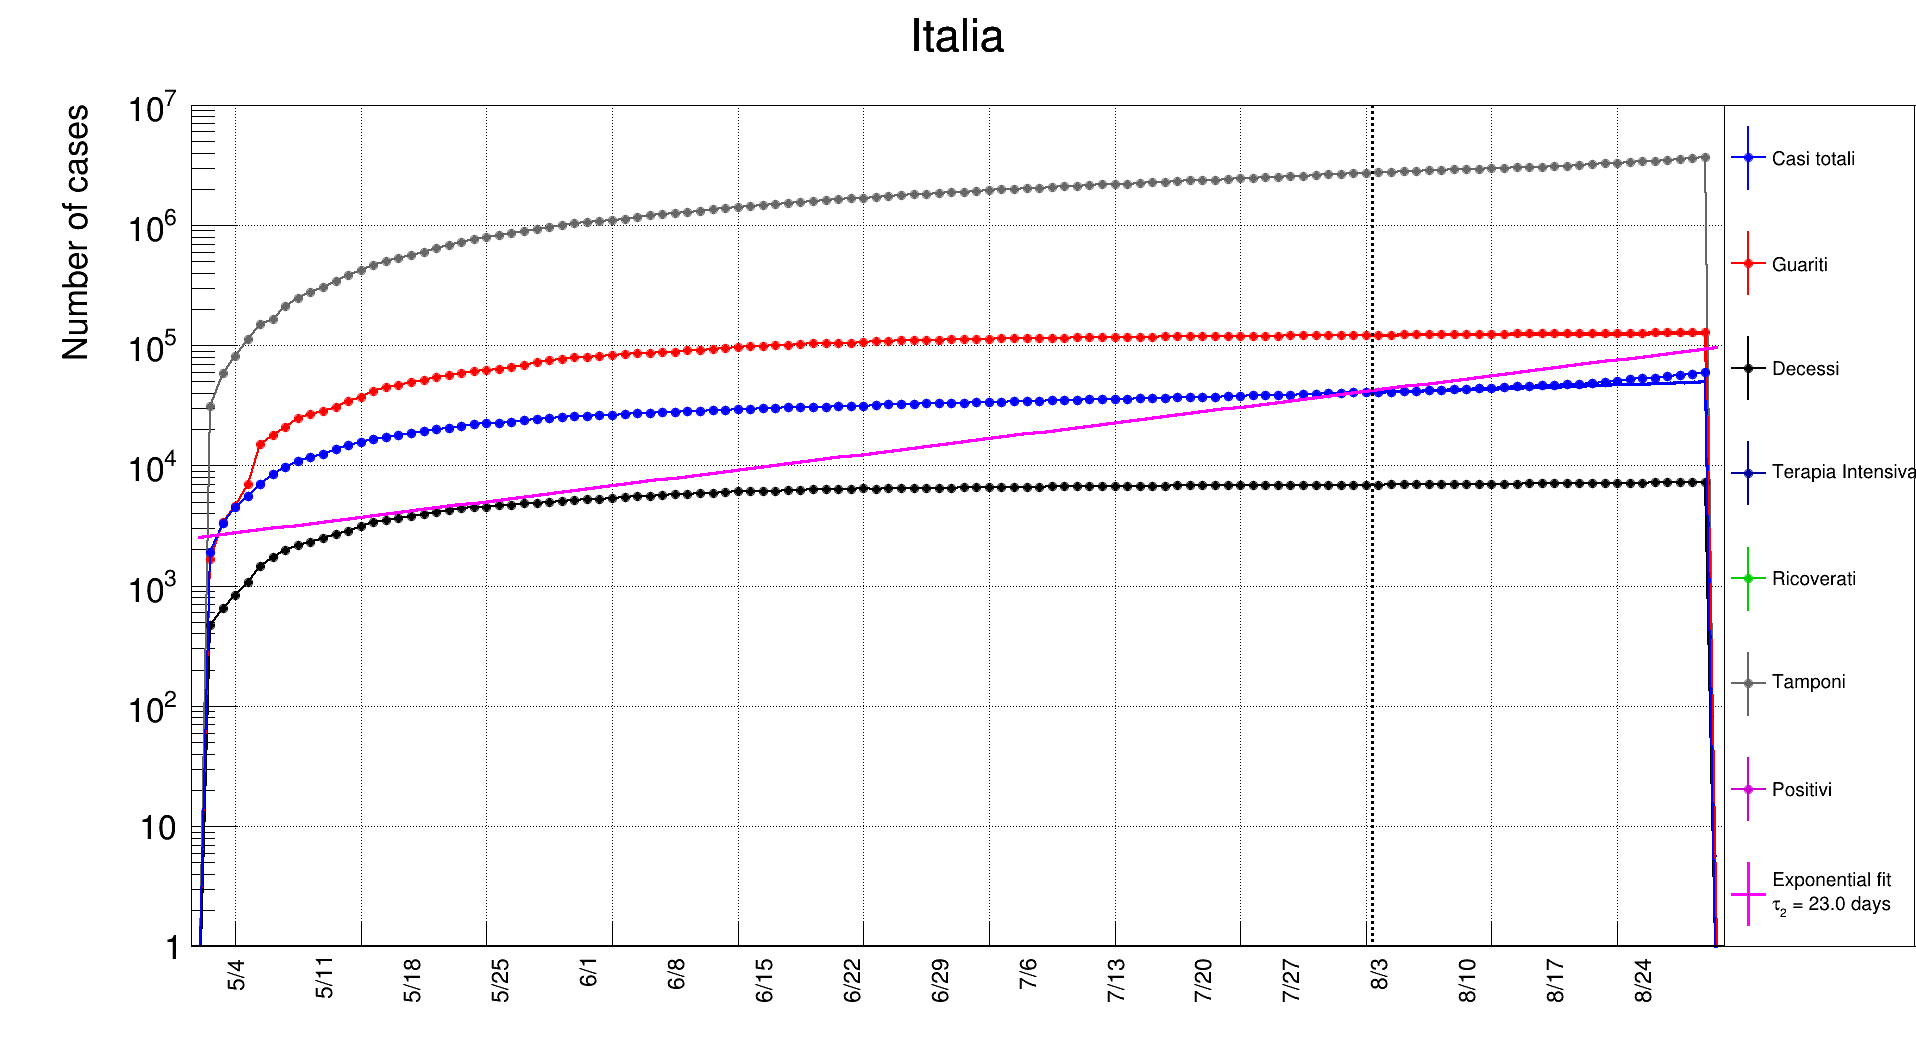 Italia
Number of cases
10^7
10^6
10^5
10^4
10^3
10^2
10
1
5/4
5/11
5/18
5/25
6/1
6/8
6/15
6/22
6/29
7/6
7/13
7/20
7/27
8/3
8/10
8/17
8/24
Casi totali
Guariti
Decessi
Terapia Intensiva
Ricoverati
Tamponi
Positivi
Exponential fit
τ₂ = 23.0 days